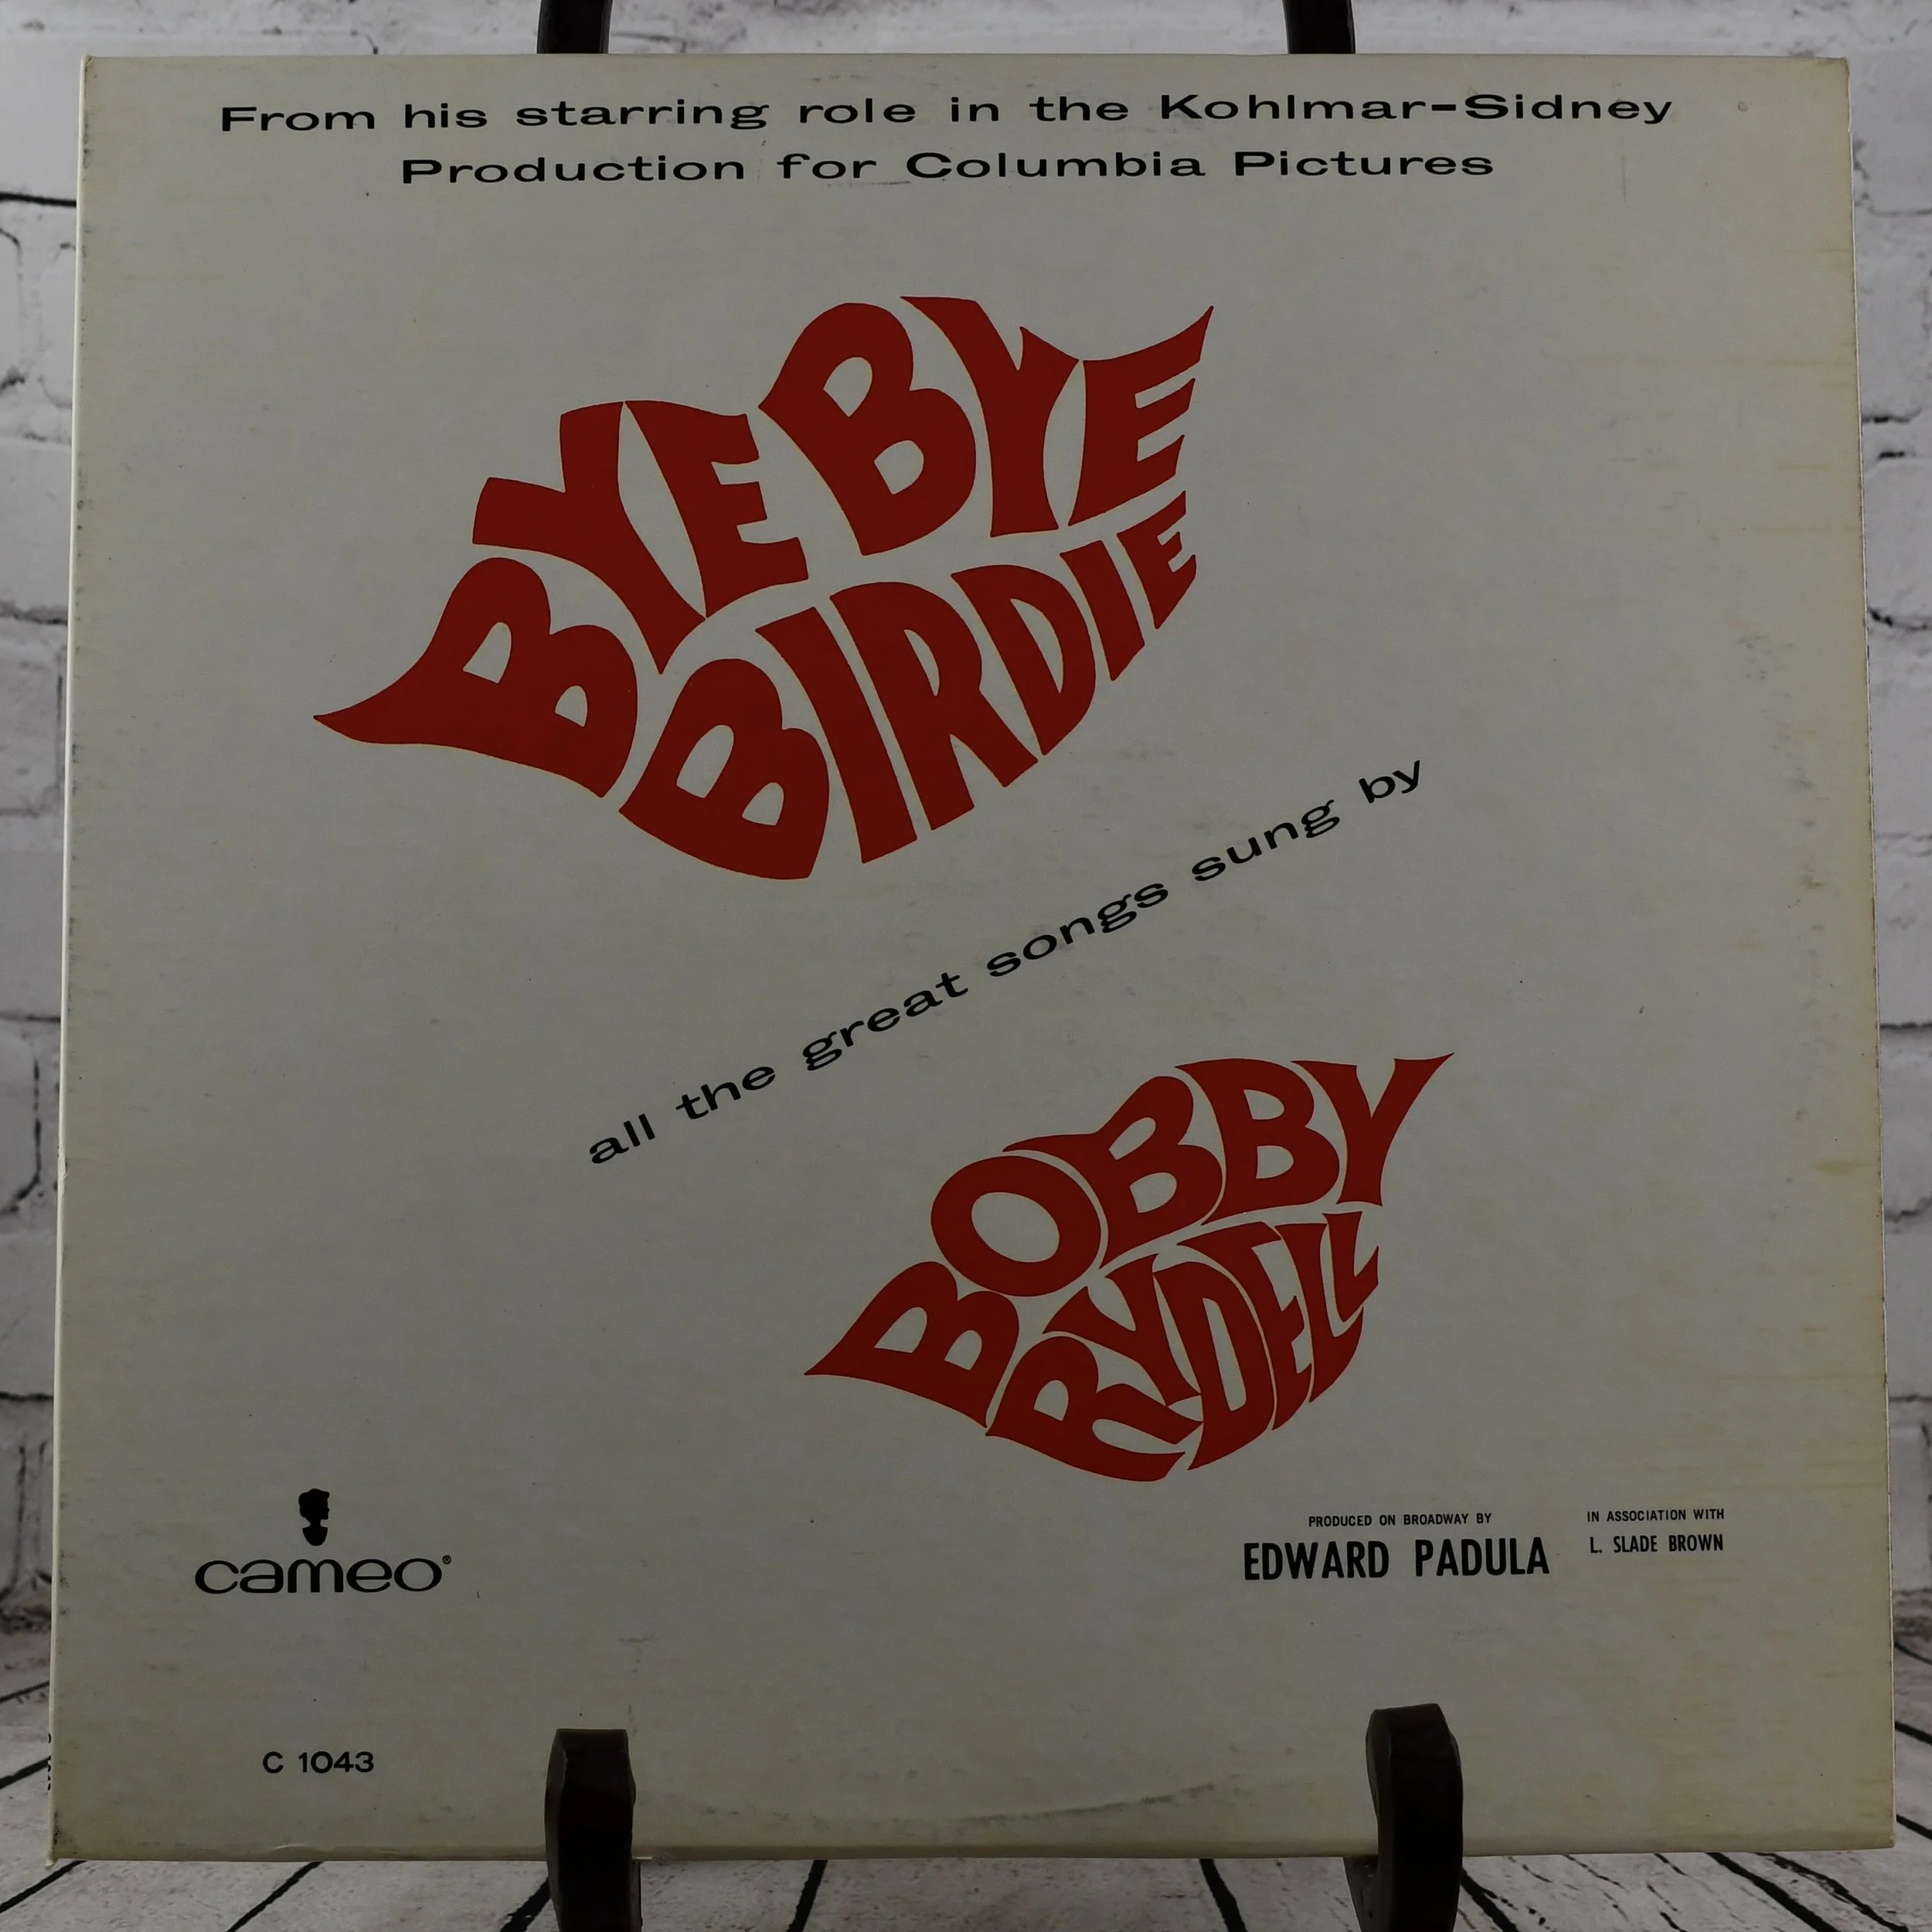 From his starring role in the Kohlmar-Sidney
Production for Columbia Pictures
BYE BYE
BIRDIE
all the great songs sung by
BOBBY
RYDELL
cameo®
PRODUCED ON BROADWAY BY
EDWARD PADULA
IN ASSOCIATION WITH
L. SLADE BROWN
C 1043